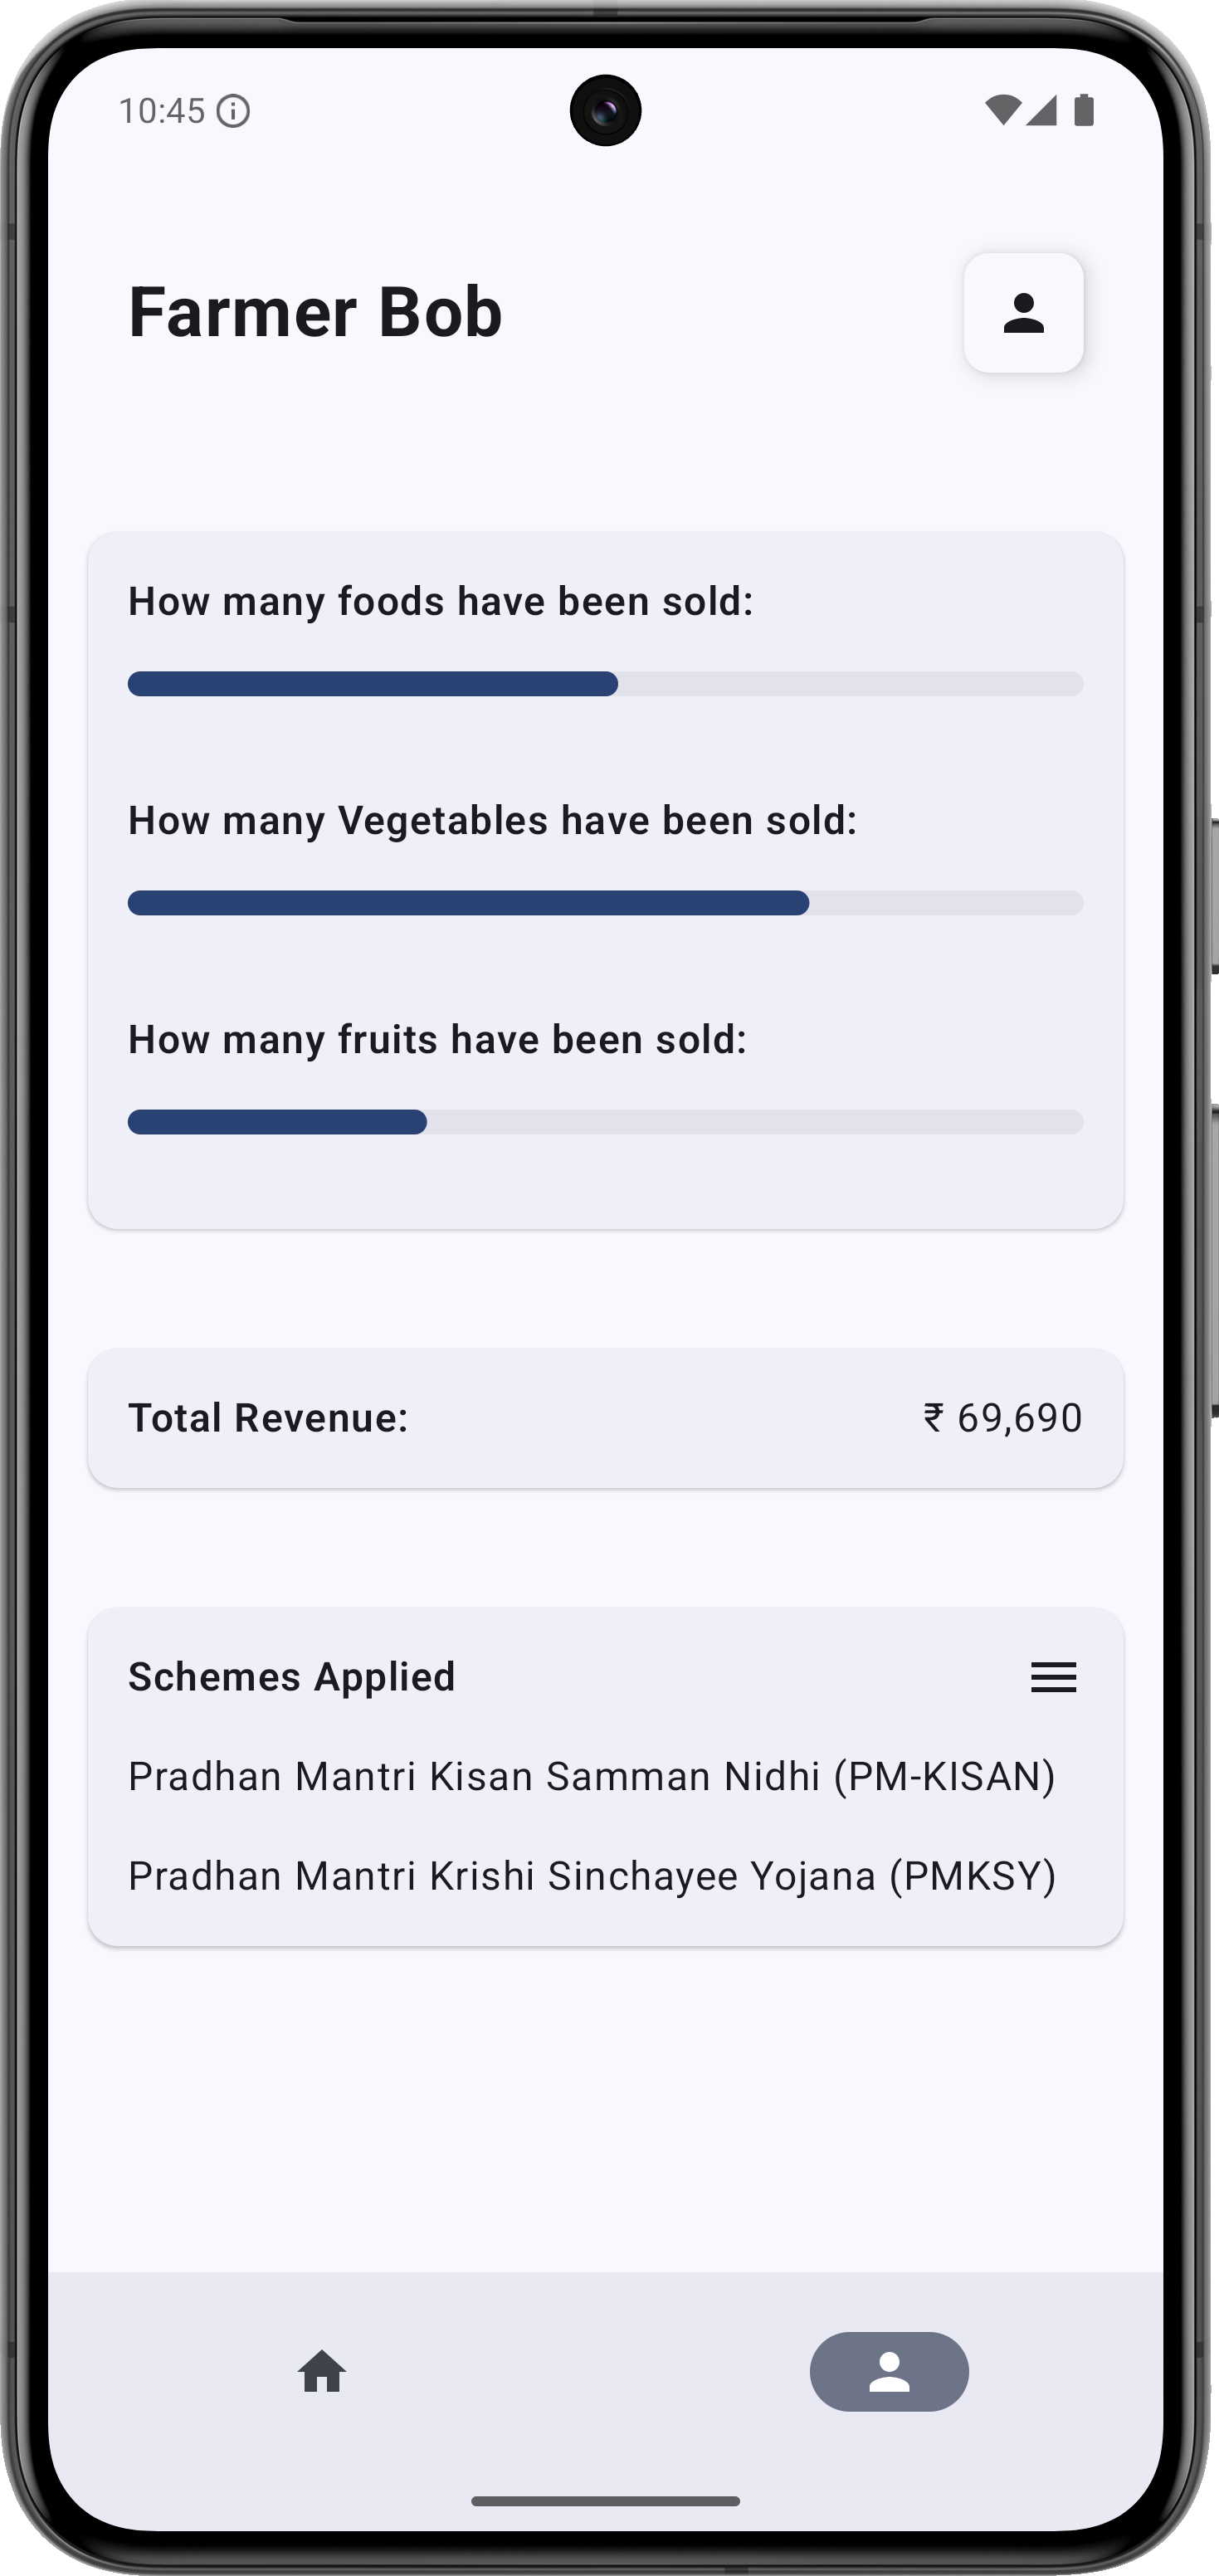 10:45
Farmer Bob
How many foods have been sold:
How many Vegetables have been sold:
How many fruits have been sold:
Total Revenue: ₹ 69,690
Schemes Applied
Pradhan Mantri Kisan Samman Nidhi (PM-KISAN)
Pradhan Mantri Krishi Sinchayee Yojana (PMKSY)